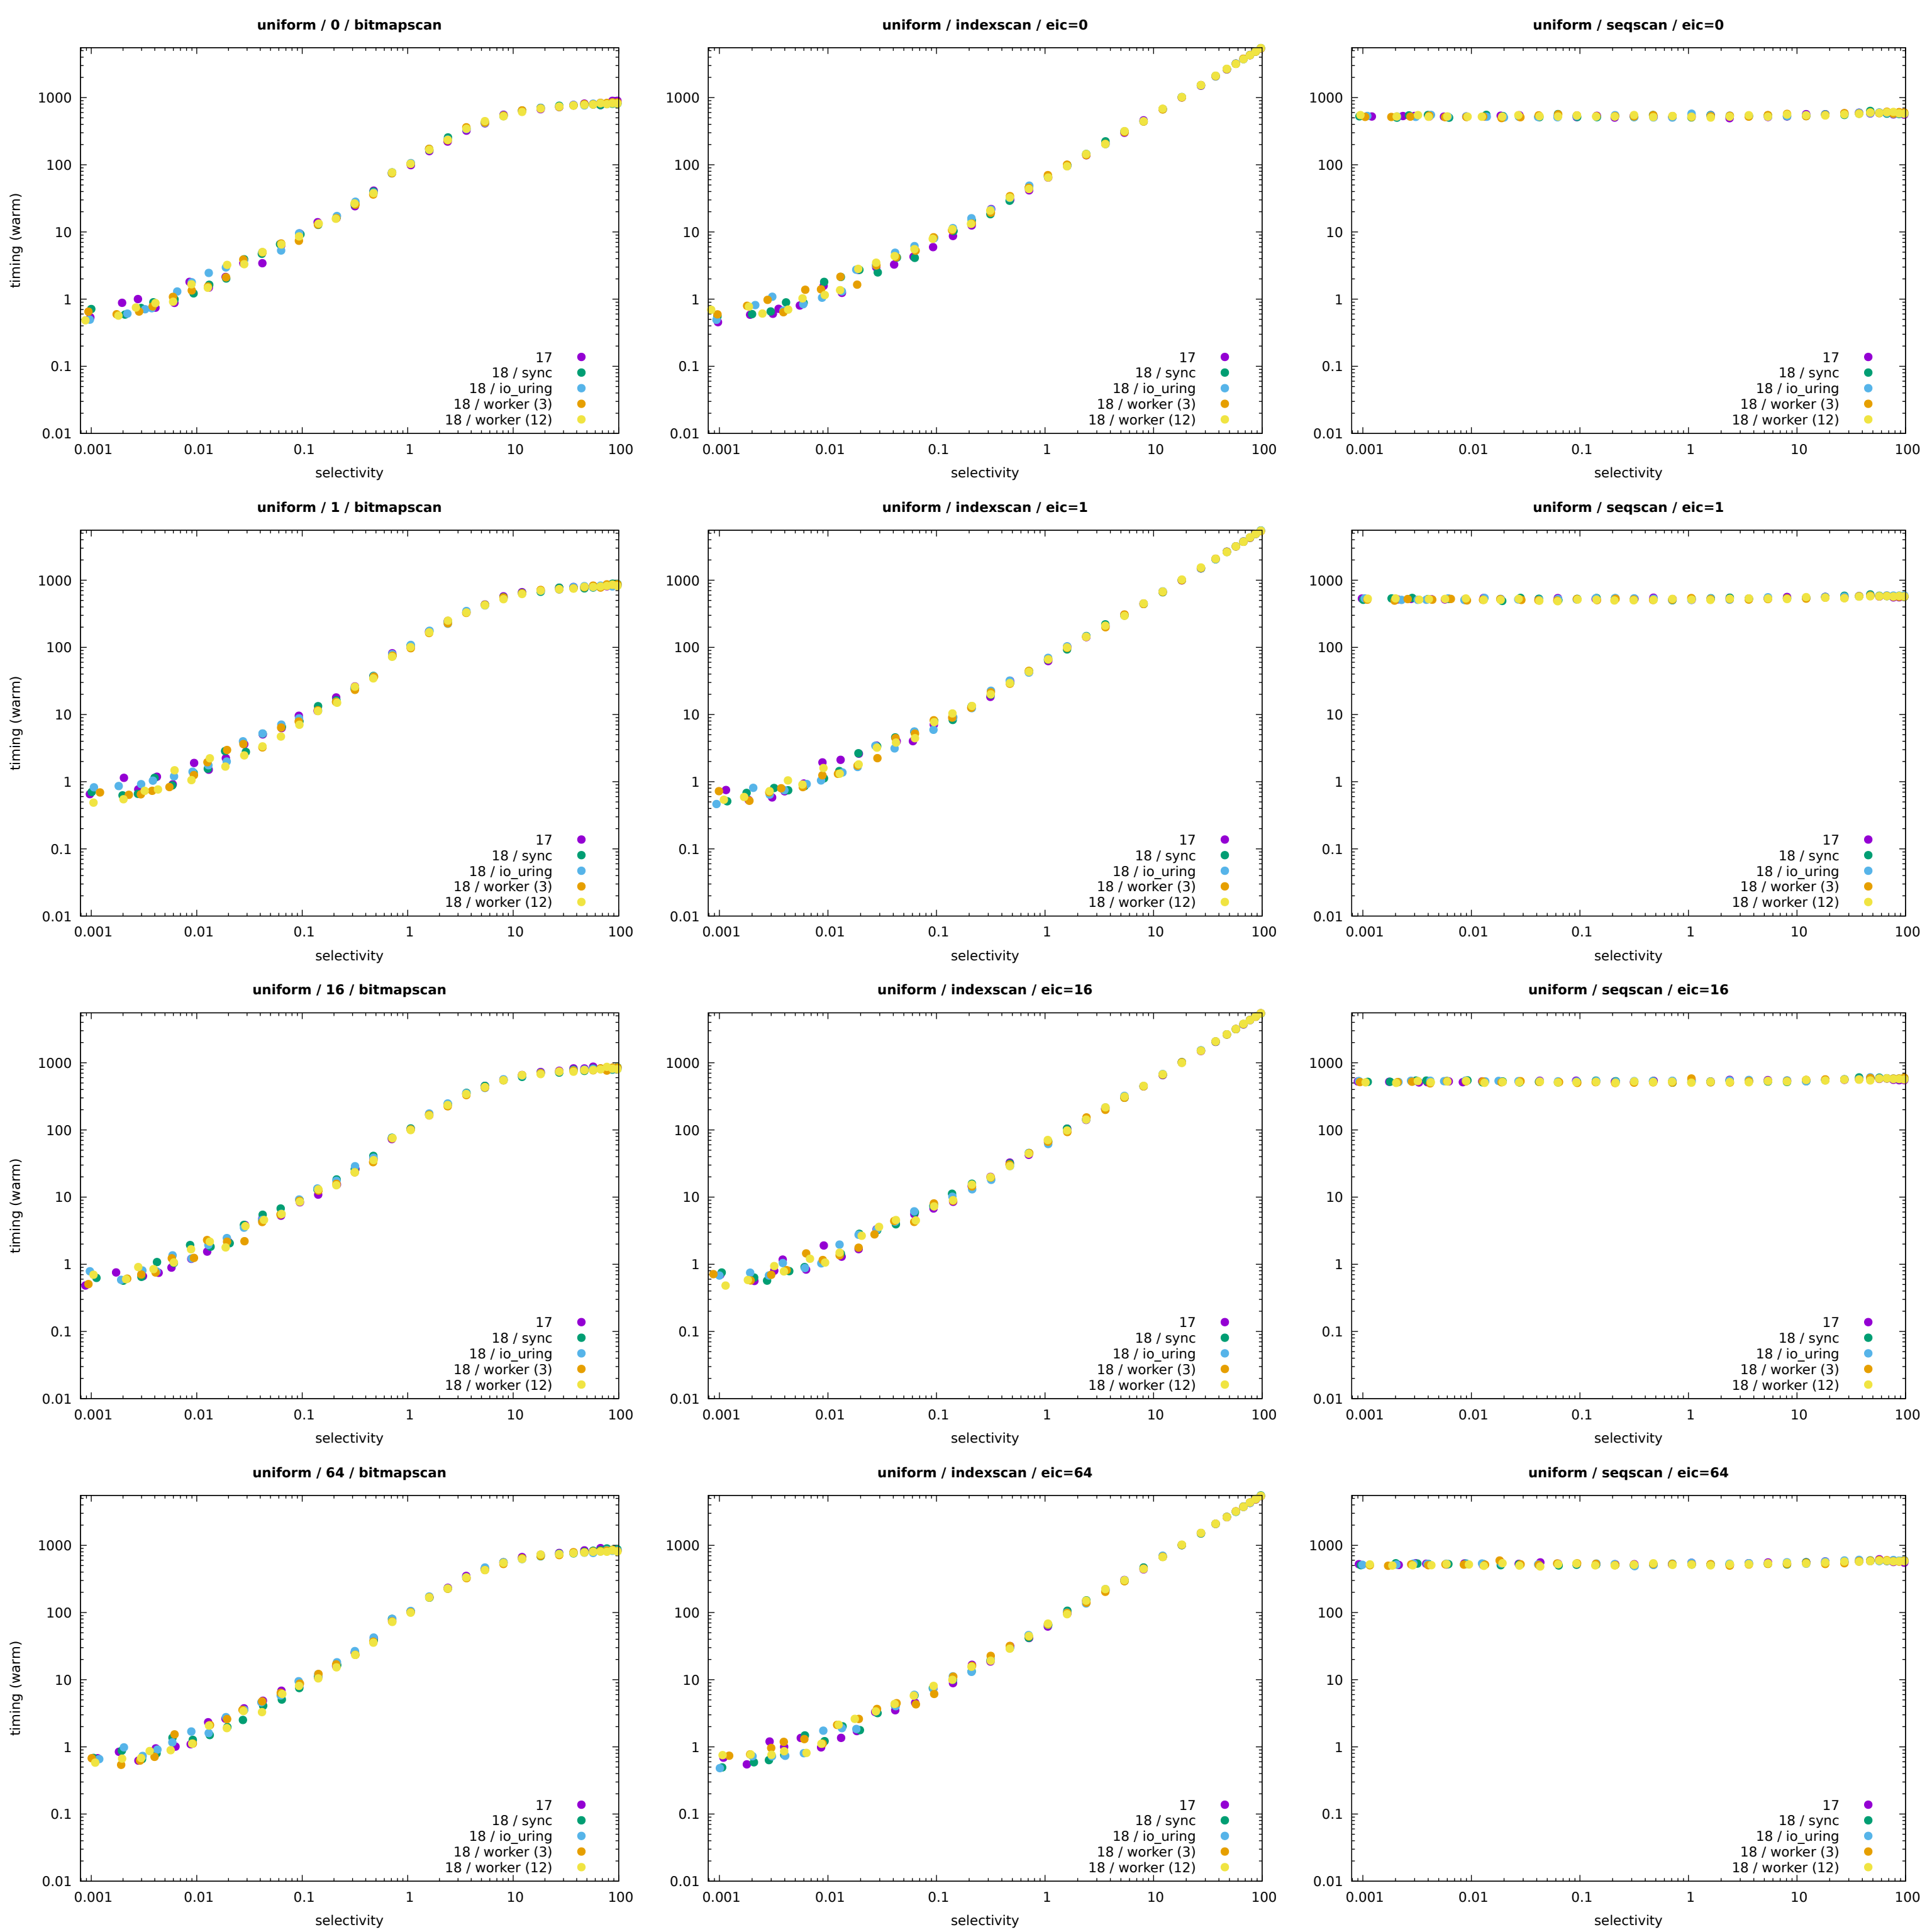 uniform / 0 / bitmapscan
timing (warm)
1000
100
10
1
0.1
0.01
17
18 / sync
18 / io_uring
18 / worker (3)
18 / worker (12)
0.001 0.01 0.1 1 10 100
selectivity
uniform / indexscan / eic=0
1000
100
10
1
0.1
0.01
17
18 / sync
18 / io_uring
18 / worker (3)
18 / worker (12)
0.001 0.01 0.1 1 10 100
selectivity
uniform / seqscan / eic=0
1000
100
10
1
0.1
0.01
17
18 / sync
18 / io_uring
18 / worker (3)
18 / worker (12)
0.001 0.01 0.1 1 10 100
selectivity
uniform / 1 / bitmapscan
timing (warm)
1000
100
10
1
0.1
0.01
17
18 / sync
18 / io_uring
18 / worker (3)
18 / worker (12)
0.001 0.01 0.1 1 10 100
selectivity
uniform / indexscan / eic=1
1000
100
10
1
0.1
0.01
17
18 / sync
18 / io_uring
18 / worker (3)
18 / worker (12)
0.001 0.01 0.1 1 10 100
selectivity
uniform / seqscan / eic=1
1000
100
10
1
0.1
0.01
17
18 / sync
18 / io_uring
18 / worker (3)
18 / worker (12)
0.001 0.01 0.1 1 10 100
selectivity
uniform / 16 / bitmapscan
timing (warm)
1000
100
10
1
0.1
0.01
17
18 / sync
18 / io_uring
18 / worker (3)
18 / worker (12)
0.001 0.01 0.1 1 10 100
selectivity
uniform / indexscan / eic=16
1000
100
10
1
0.1
0.01
17
18 / sync
18 / io_uring
18 / worker (3)
18 / worker (12)
0.001 0.01 0.1 1 10 100
selectivity
uniform / seqscan / eic=16
1000
100
10
1
0.1
0.01
17
18 / sync
18 / io_uring
18 / worker (3)
18 / worker (12)
0.001 0.01 0.1 1 10 100
selectivity
uniform / 64 / bitmapscan
timing (warm)
1000
100
10
1
0.1
0.01
17
18 / sync
18 / io_uring
18 / worker (3)
18 / worker (12)
0.001 0.01 0.1 1 10 100
selectivity
uniform / indexscan / eic=64
1000
100
10
1
0.1
0.01
17
18 / sync
18 / io_uring
18 / worker (3)
18 / worker (12)
0.001 0.01 0.1 1 10 100
selectivity
uniform / seqscan / eic=64
1000
100
10
1
0.1
0.01
17
18 / sync
18 / io_uring
18 / worker (3)
18 / worker (12)
0.001 0.01 0.1 1 10 100
selectivity